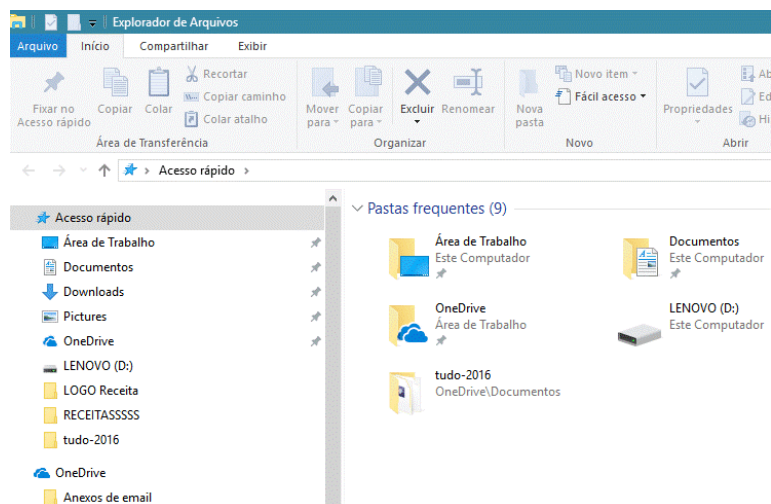 Explorador de Arquivos
Arquivo Início Compartilhar Exibir
Fixar no Acesso rápido
Copiar
Colar
Recortar
Copiar caminho
Colar atalho
Área de Transferência
Mover para
Copiar para
Excluir
Renomear
Organizar
Nova pasta
Novo item
Fácil acesso
Novo
Propriedades
Ab
Ed
Hi
Abrir
Acesso rápido
Acesso rápido
Área de Trabalho
Documentos
Downloads
Pictures
OneDrive
LENOVO (D:)
LOGO Receita
RECEITASSSSS
tudo-2016
OneDrive
Anexos de email
Pastas frequentes (9)
Área de Trabalho
Este Computador
Documentos
Este Computador
OneDrive
Área de Trabalho
LENOVO (D:)
Este Computador
tudo-2016
OneDrive\Documentos